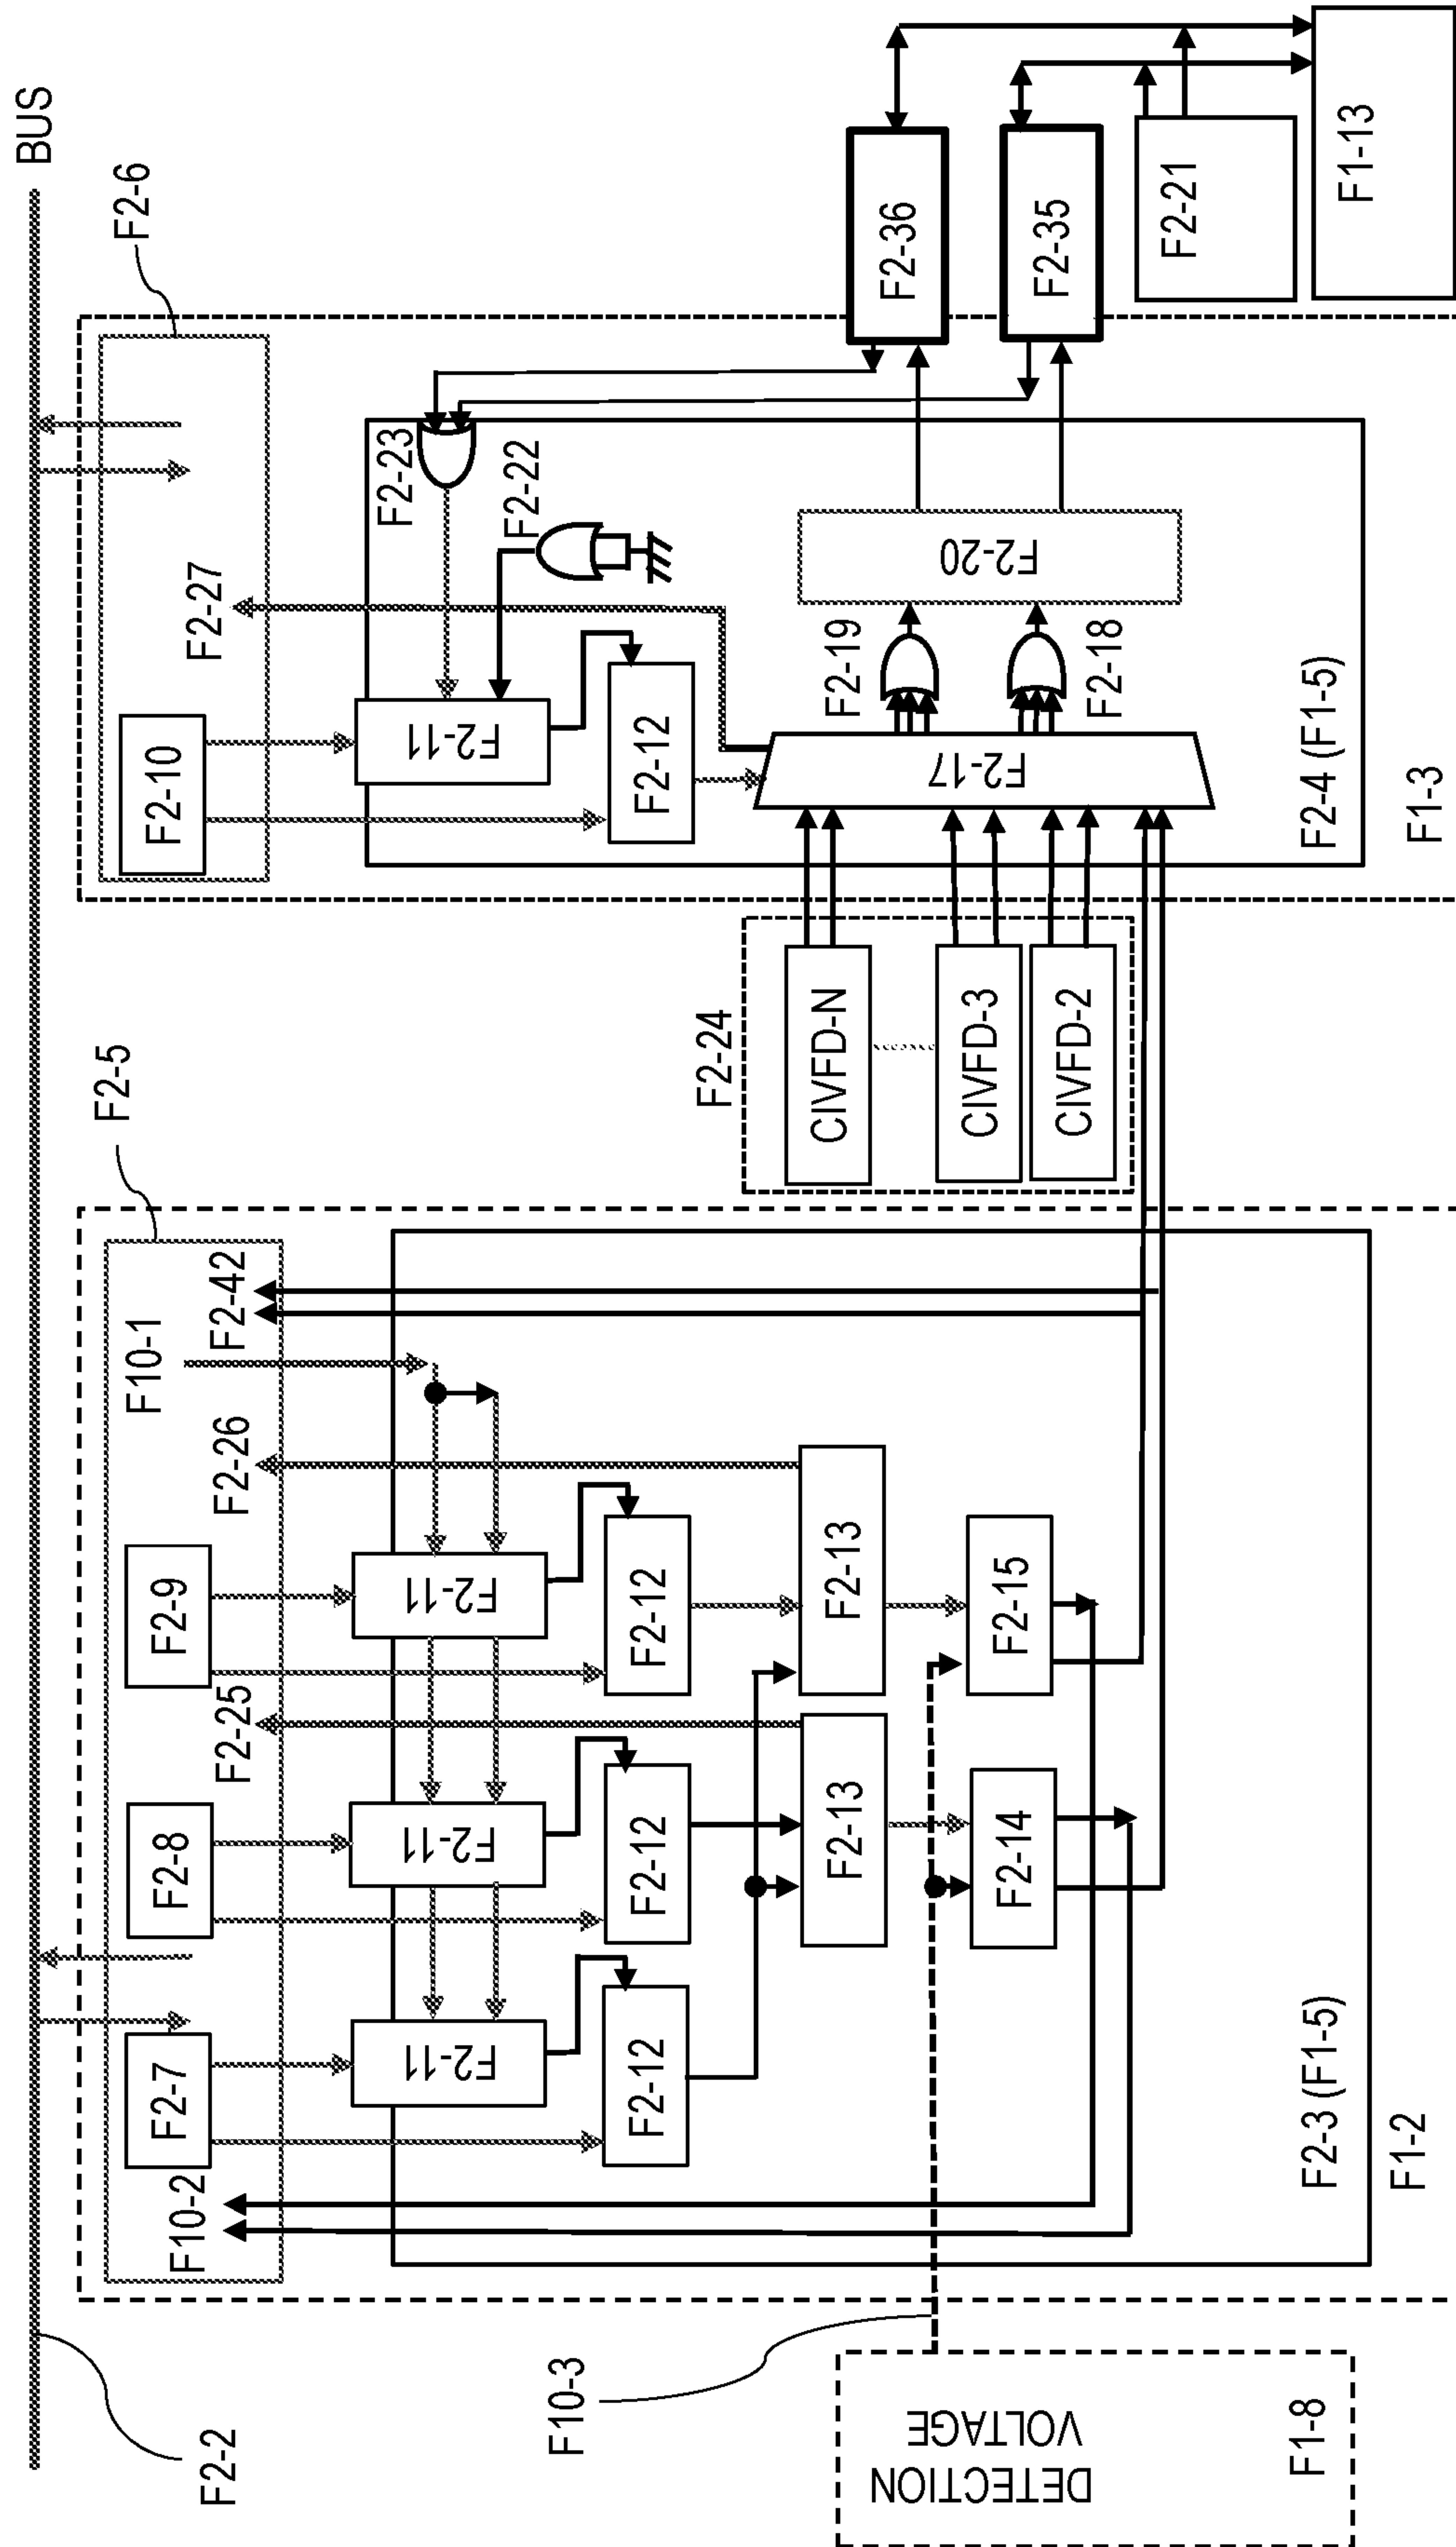 BUS
F2-2
F2-5
F2-6
F10-2
F2-7
F2-8
F2-25
F2-9
F2-26
F10-1
F2-42
F2-10
F2-27
F2-11
F2-11
F2-11
F2-11
F2-23
F2-22
F2-12
F2-12
F2-12
F2-12
F2-13
F2-13
F2-14
F2-15
F2-24
CIVFD-N
CIVFD-3
CIVFD-2
F2-17
F2-19
F2-18
F2-20
F2-36
F2-35
F2-21
F1-13
F10-3
DETECTION
VOLTAGE
F1-8
F2-3 (F1-5)
F1-2
F2-4 (F1-5)
F1-3